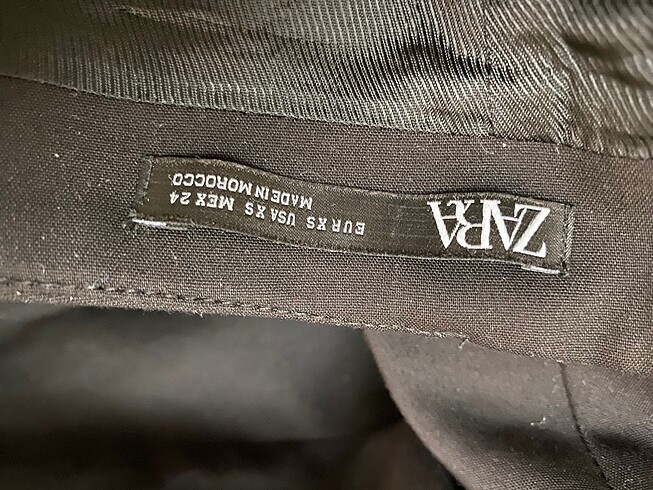 ZARA
EUR XS USA XS MEX 24
MADE IN MOROCCO